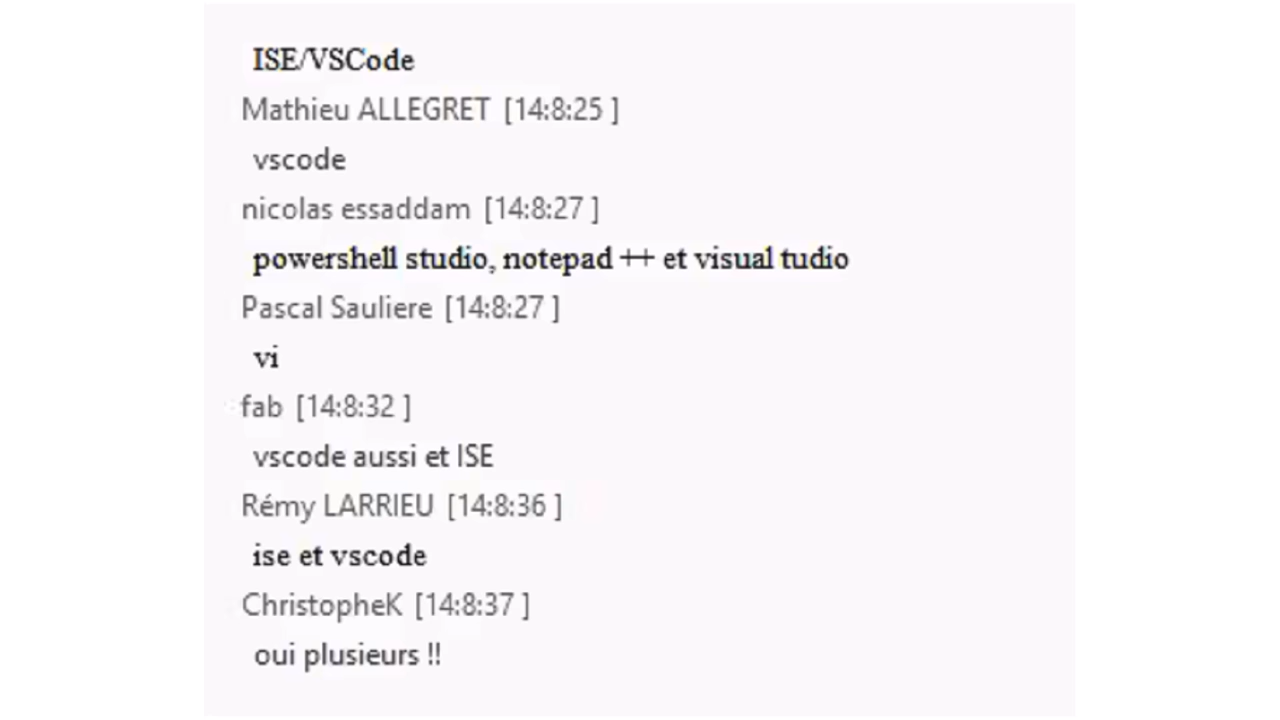 ISE/VSCode
Mathieu ALLEGRET [14:8:25 ]
vscode
nicolas essaddam [14:8:27 ]
powershell studio, notepad ++ et visual tudio
Pascal Sauliere [14:8:27 ]
vi
fab [14:8:32 ]
vscode aussi et ISE
Rémy LARRIEU [14:8:36 ]
ise et vscode
ChristopheK [14:8:37 ]
oui plusieurs !!